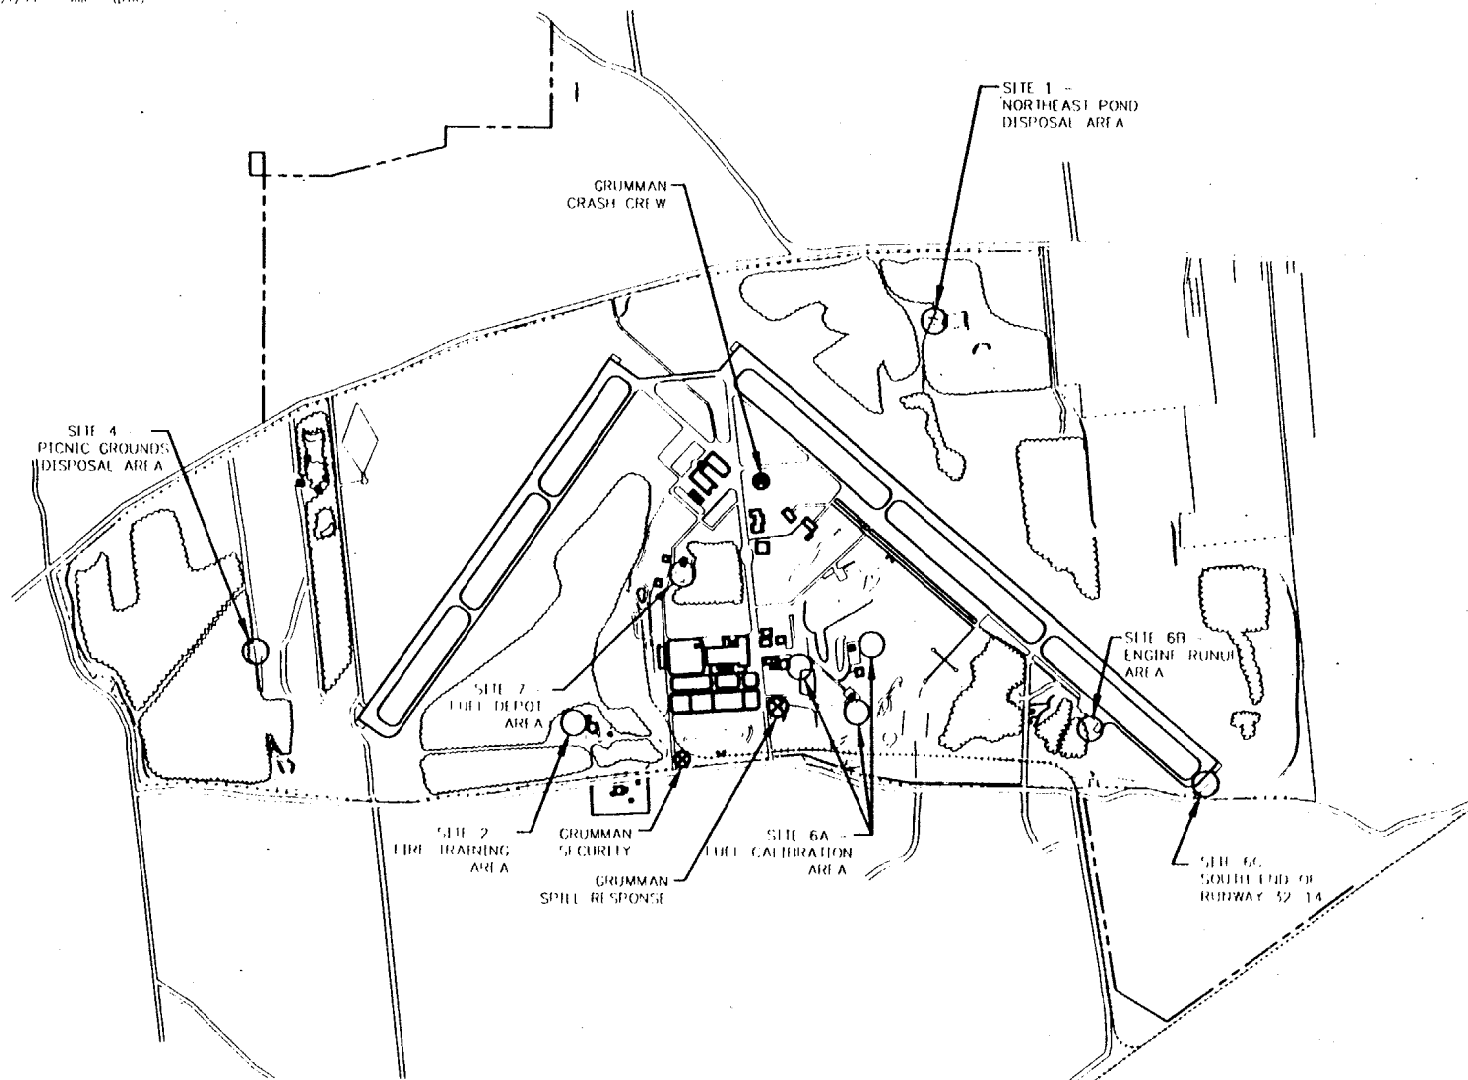 SITE 1 -
NORTHEAST POND
DISPOSAL AREA
GRUMMAN
CRASH CREW
SITE 4 -
PICNIC GROUNDS
DISPOSAL AREA
SITE 6B -
ENGINE RUNUP
AREA
SITE 7 -
FUEL DEPOT
AREA
SITE 2 -
FIRE TRAINING
AREA
GRUMMAN
SECURITY
GRUMMAN
SPILL RESPONSE
SITE 6A -
FUEL CALIBRATION
AREA
SITE 6C
SOUTH END OF
RUNWAY 32 14